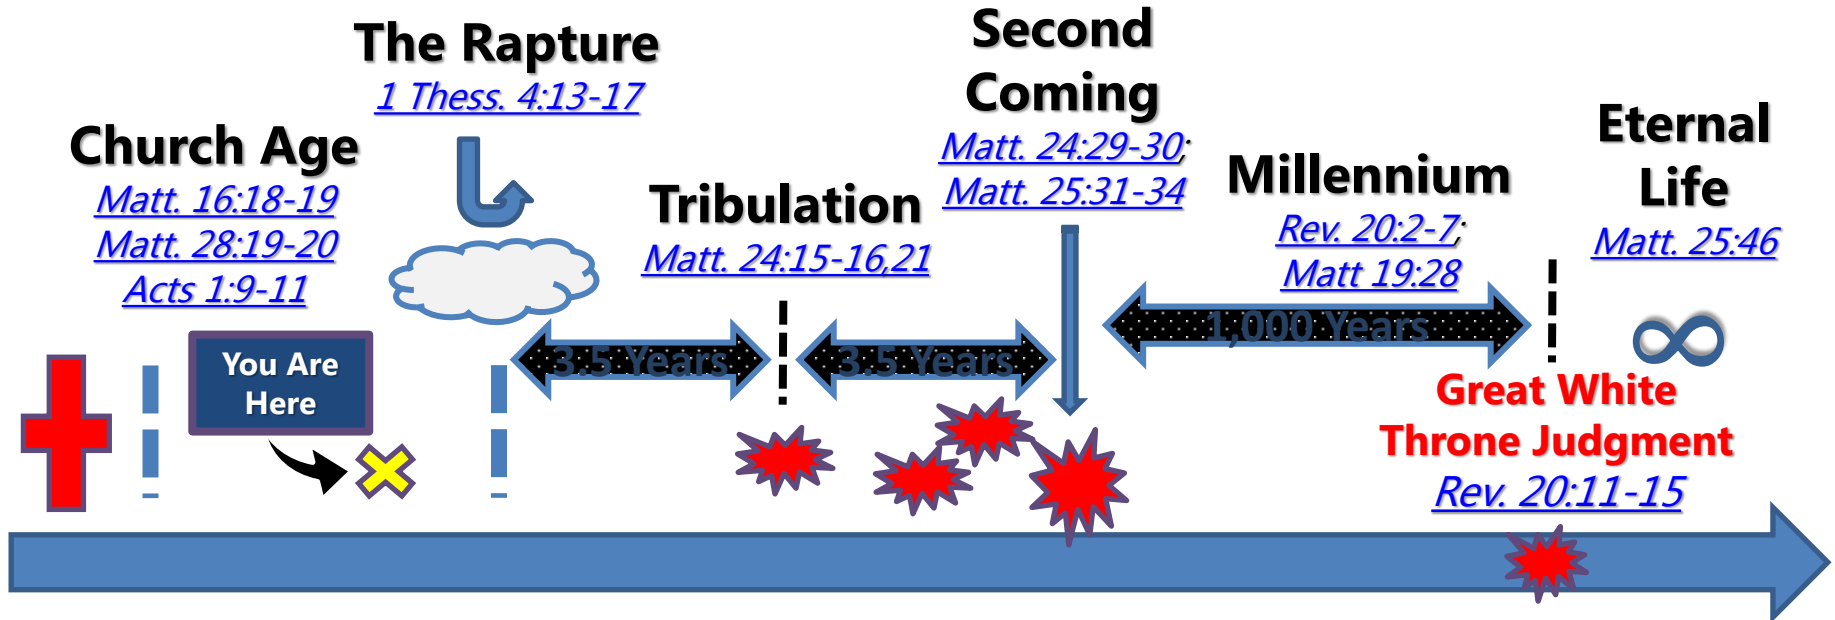 The Rapture
1 Thess. 4:13-17
Second
Coming
Matt. 24:29-30;
Matt. 25:31-34
Church Age
Matt. 16:18-19
Matt. 28:19-20
Acts 1:9-11
Tribulation
Matt. 24:15-16,21
Millennium
Rev. 20:2-7;
Matt 19:28
Eternal
Life
Matt. 25:46
You Are
Here
3.5 Years
3.5 Years
1,000 Years
Great White
Throne Judgment
Rev. 20:11-15